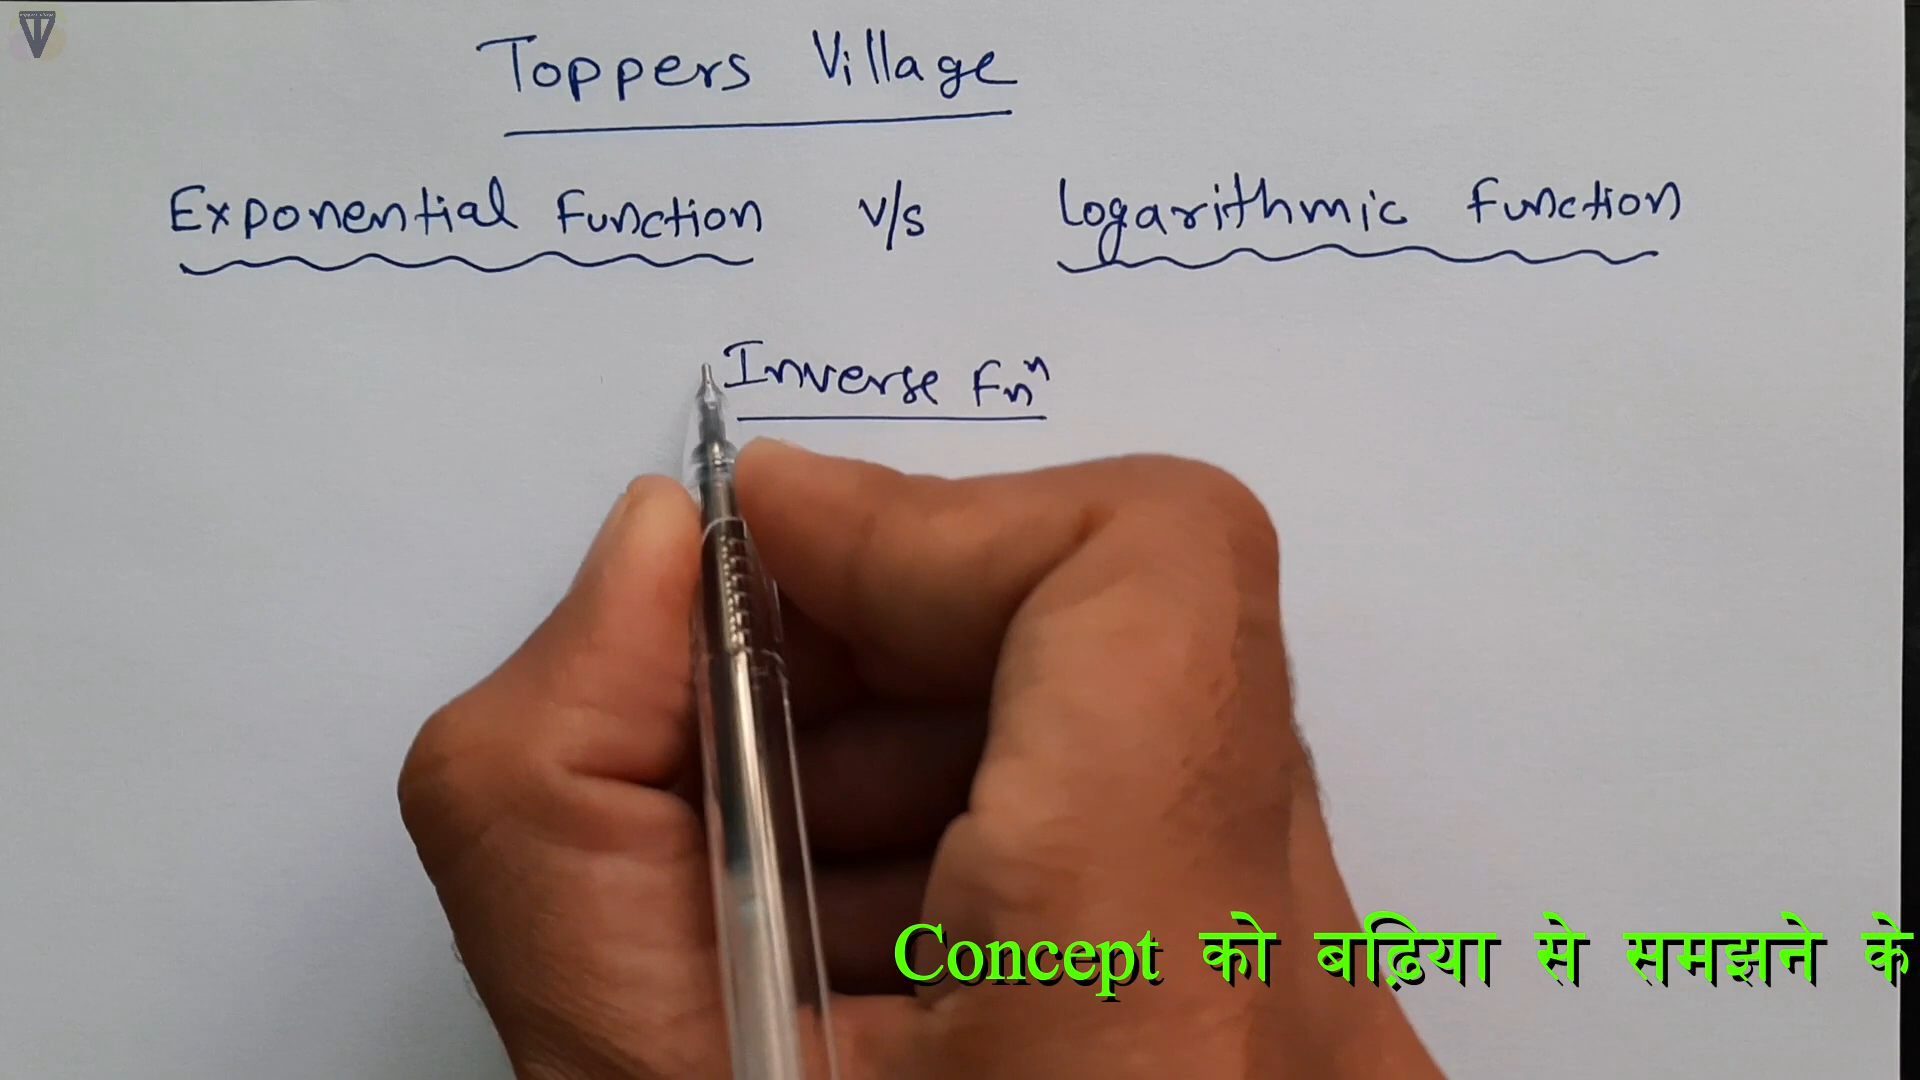 Toppers Village
Exponential Function v/s Logarithmic Function
Inverse Fnⁿ
Concept को बढ़िया से समझने के